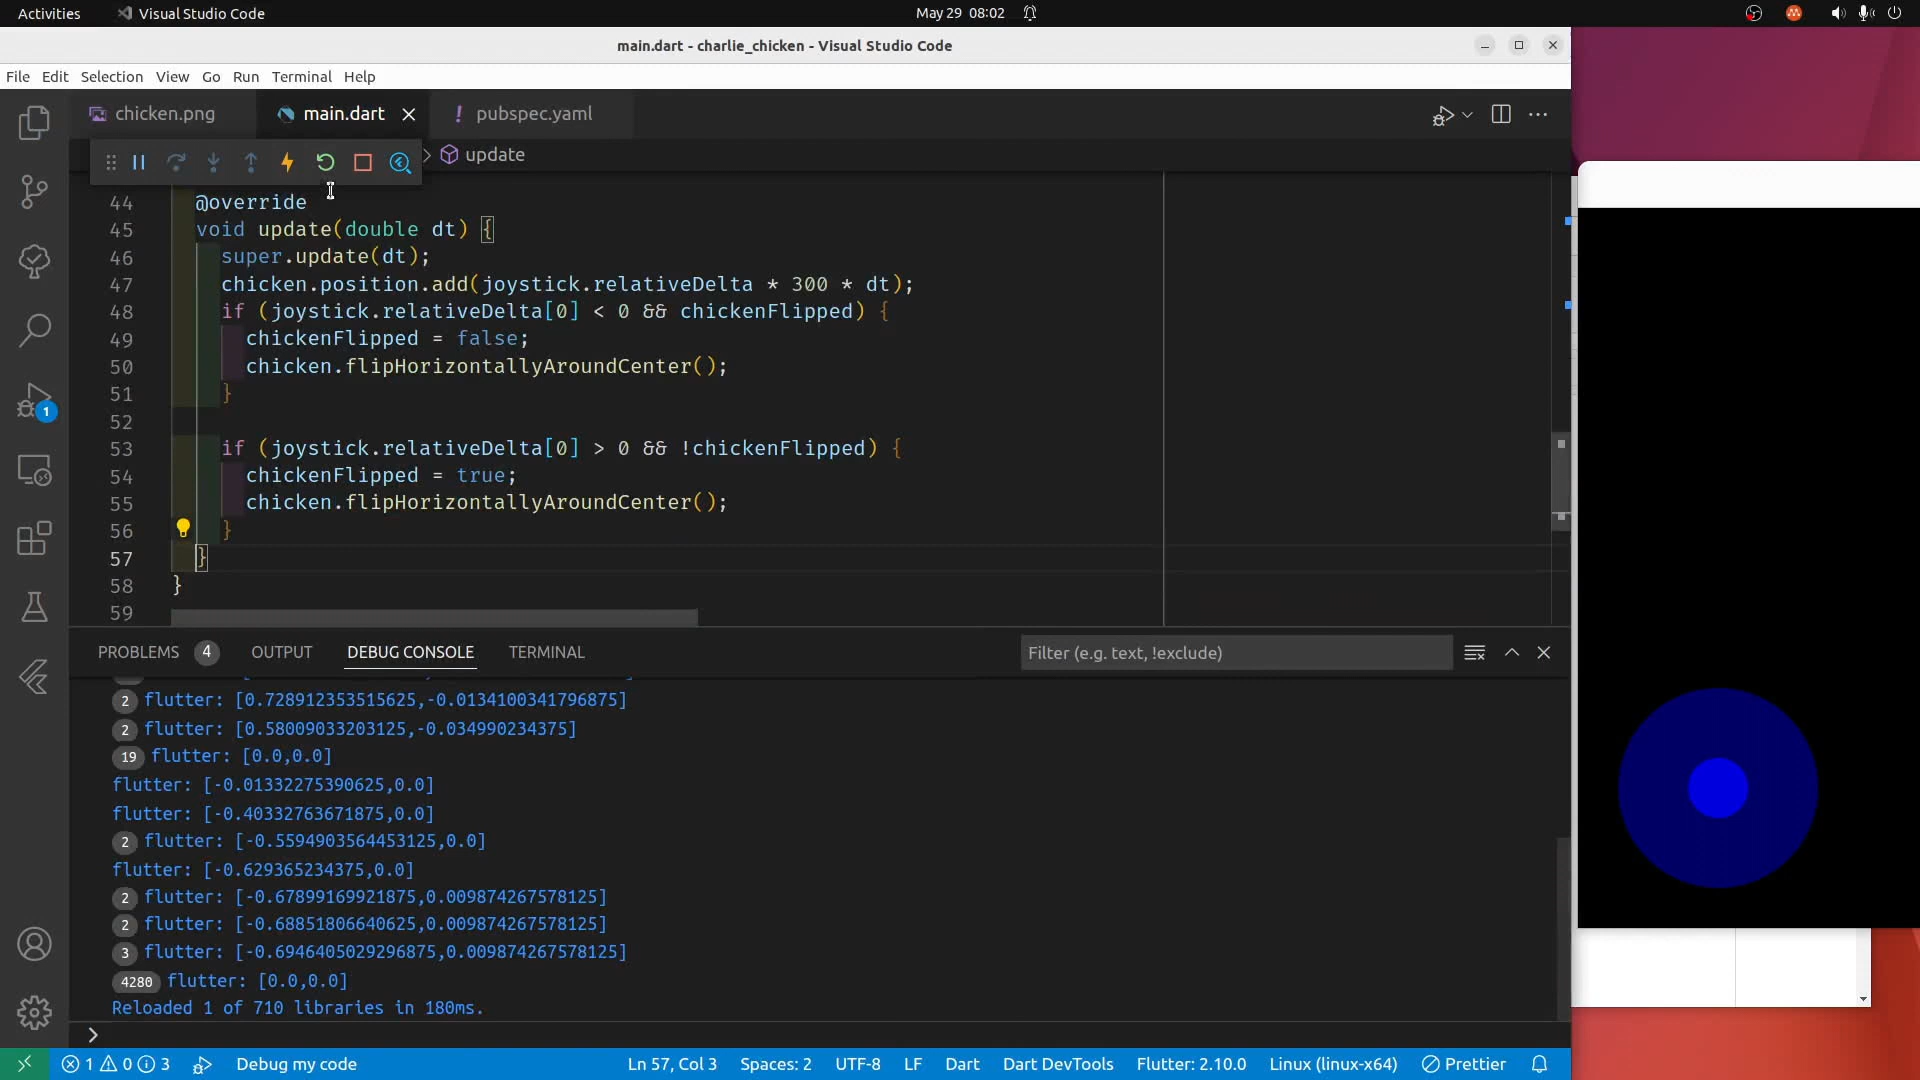 Activities
Visual Studio Code
May 29 08:02
main.dart - charlie_chicken - Visual Studio Code
File Edit Selection View Go Run Terminal Help
chicken.png
main.dart
! pubspec.yaml
> update
44 @override
45 void update(double dt) {
46 super.update(dt);
47 chicken.position.add(joystick.relativeDelta * 300 * dt);
48 if (joystick.relativeDelta[0] < 0 && chickenFlipped) {
49 chickenFlipped = false;
50 chicken.flipHorizontallyAroundCenter();
51 }
52
53 if (joystick.relativeDelta[0] > 0 && !chickenFlipped) {
54 chickenFlipped = true;
55 chicken.flipHorizontallyAroundCenter();
56 }
57 }
58 }
59
1
PROBLEMS 4 OUTPUT DEBUG CONSOLE TERMINAL
Filter (e.g. text, !exclude)
2 flutter: [0.728912353515625,-0.0134100341796875]
2 flutter: [0.58009033203125,-0.034990234375]
19 flutter: [0.0,0.0]
flutter: [-0.01332275390625,0.0]
flutter: [-0.40332763671875,0.0]
2 flutter: [-0.5594903564453125,0.0]
flutter: [-0.629365234375,0.0]
2 flutter: [-0.67899169921875,0.009874267578125]
2 flutter: [-0.68851806640625,0.009874267578125]
3 flutter: [-0.6946405029296875,0.009874267578125]
4280 flutter: [0.0,0.0]
Reloaded 1 of 710 libraries in 180ms.
>
1 0 3 Debug my code Ln 57, Col 3 Spaces: 2 UTF-8 LF Dart Dart DevTools Flutter: 2.10.0 Linux (linux-x64) Prettier